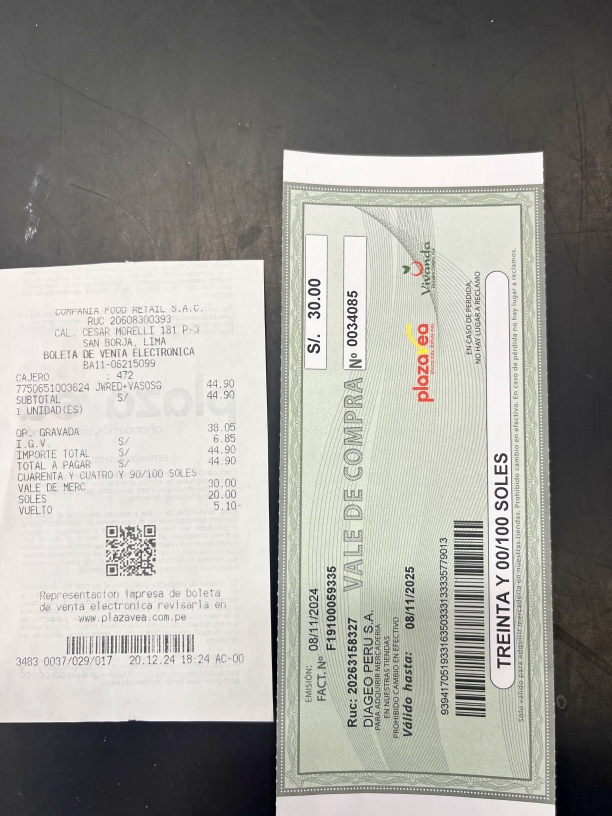 COMPANIA FOOD RETAIL S.A.C.
RUC 20608300393
CAL. CESAR MORELLI 181 P-3
SAN BORJA, LIMA
BOLETA DE VENTA ELECTRONICA
BA11-06215099
CAJERO : 472
7750651003624 JWRED+VASOSG 44.90
SUBTOTAL S/ 44.90
1 UNIDAD(ES)
OP. GRAVADA 38.05
I.G.V. S/ 6.85
IMPORTE TOTAL S/ 44.90
TOTAL A PAGAR S/ 44.90
CUARENTA Y CUATRO Y 90/100 SOLES
VALE DE MERC 30.00
SOLES 20.00
VUELTO 5.10-
Representacion impresa de boleta
de venta electronica revisarla en
www.plazavea.com.pe
3483 0037/029/017 20.12.24 18:24 AC-00
EMISIÓN: 08/11/2024
FACT. Nº F19100059335
Ruc: 20263158327
DIAGEO PERU S.A.
PARA ADQUIRIR MERCADERIA
EN NUESTRAS TIENDAS
PROHIBIDO CAMBIO EN EFECTIVO
Válido hasta: 08/11/2025
VALE DE COMPRA
S/. 30.00
Nº 0034085
plazaVea
Vivanda
EN CASO DE PERDIDA,
NO HAY LUGAR A RECLAMO
TREINTA Y 00/100 SOLES
Sólo válido para adquirir mercadería en nuestras tiendas. Prohibido cambio en efectivo. En caso de pérdida no hay lugar a reclamos.